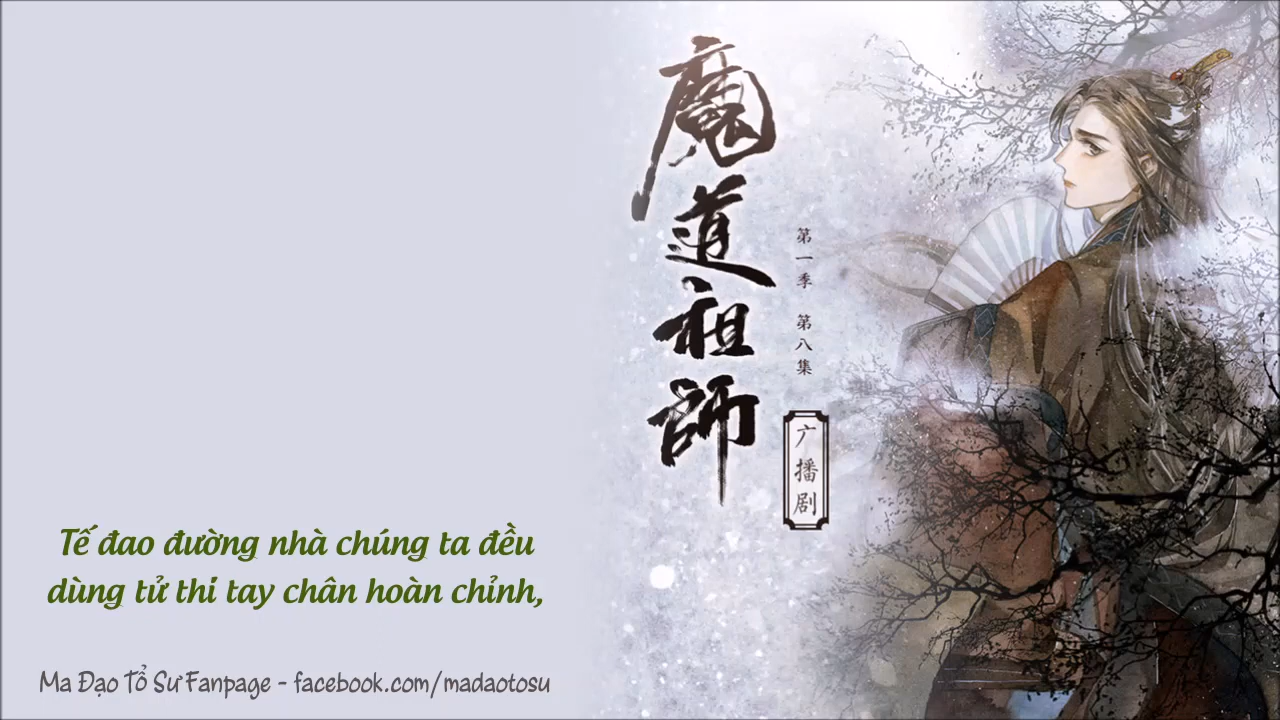 魔道祖師
第一季 第八集
广播剧
Tế đao đường nhà chúng ta đều
dùng tử thi tay chân hoàn chỉnh,
Ma Đạo Tổ Sư Fanpage - facebook.com/madaotosu